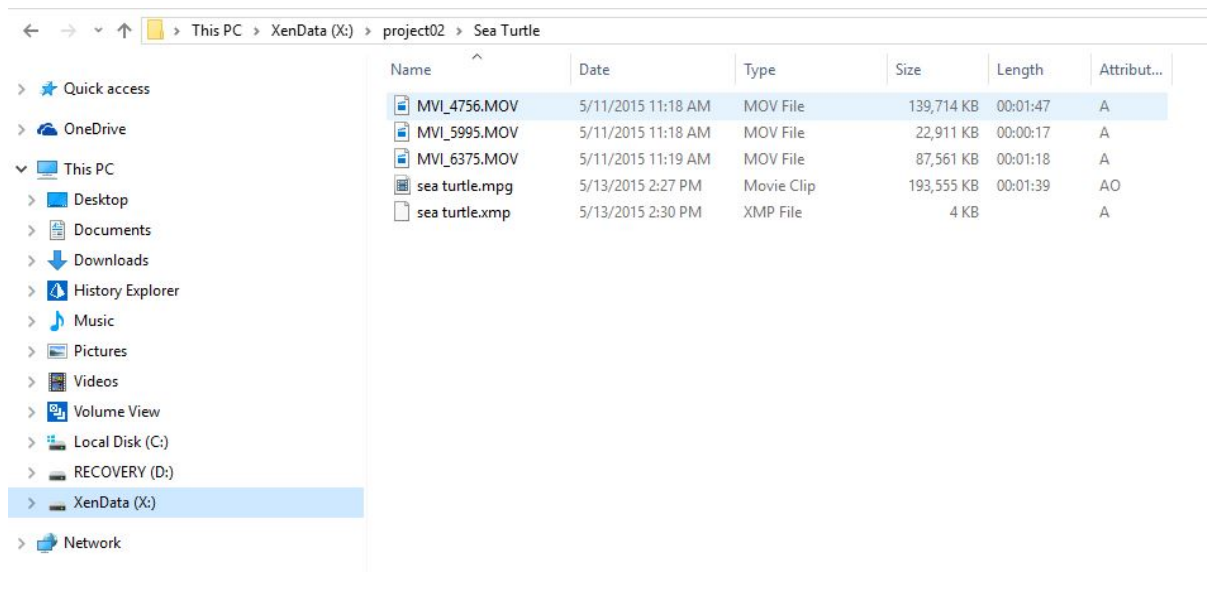 This PC > XenData (X:) > project02 > Sea Turtle
Quick access
OneDrive
This PC
Desktop
Documents
Downloads
History Explorer
Music
Pictures
Videos
Volume View
Local Disk (C:)
RECOVERY (D:)
XenData (X:)
Network
Name Date Type Size Length Attribut...
MVI_4756.MOV 5/11/2015 11:18 AM MOV File 139,714 KB 00:01:47 A
MVI_5995.MOV 5/11/2015 11:18 AM MOV File 22,911 KB 00:00:17 A
MVI_6375.MOV 5/11/2015 11:19 AM MOV File 87,561 KB 00:01:18 A
sea turtle.mpg 5/13/2015 2:27 PM Movie Clip 193,555 KB 00:01:39 AO
sea turtle.xmp 5/13/2015 2:30 PM XMP File 4 KB A